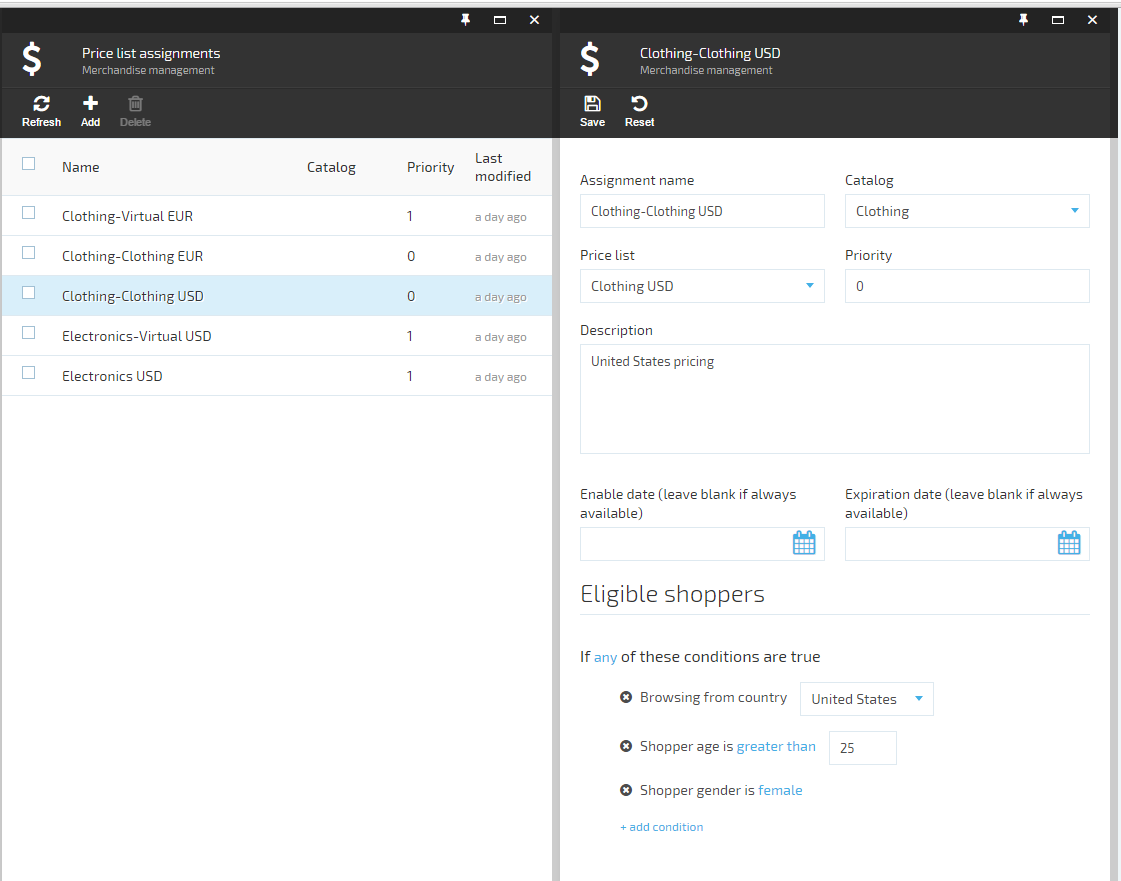 Price list assignments
Merchandise management
Refresh Add Delete
Name Catalog Priority Last modified
Clothing-Virtual EUR 1 a day ago
Clothing-Clothing EUR 0 a day ago
Clothing-Clothing USD 0 a day ago
Electronics-Virtual USD 1 a day ago
Electronics USD 1 a day ago
Clothing-Clothing USD
Merchandise management
Save Reset
Assignment name Catalog
Clothing-Clothing USD Clothing
Price list Priority
Clothing USD 0
Description
United States pricing
Enable date (leave blank if always
available)
Expiration date (leave blank if always
available)
Eligible shoppers
If any of these conditions are true
Browsing from country United States
Shopper age is greater than 25
Shopper gender is female
+ add condition